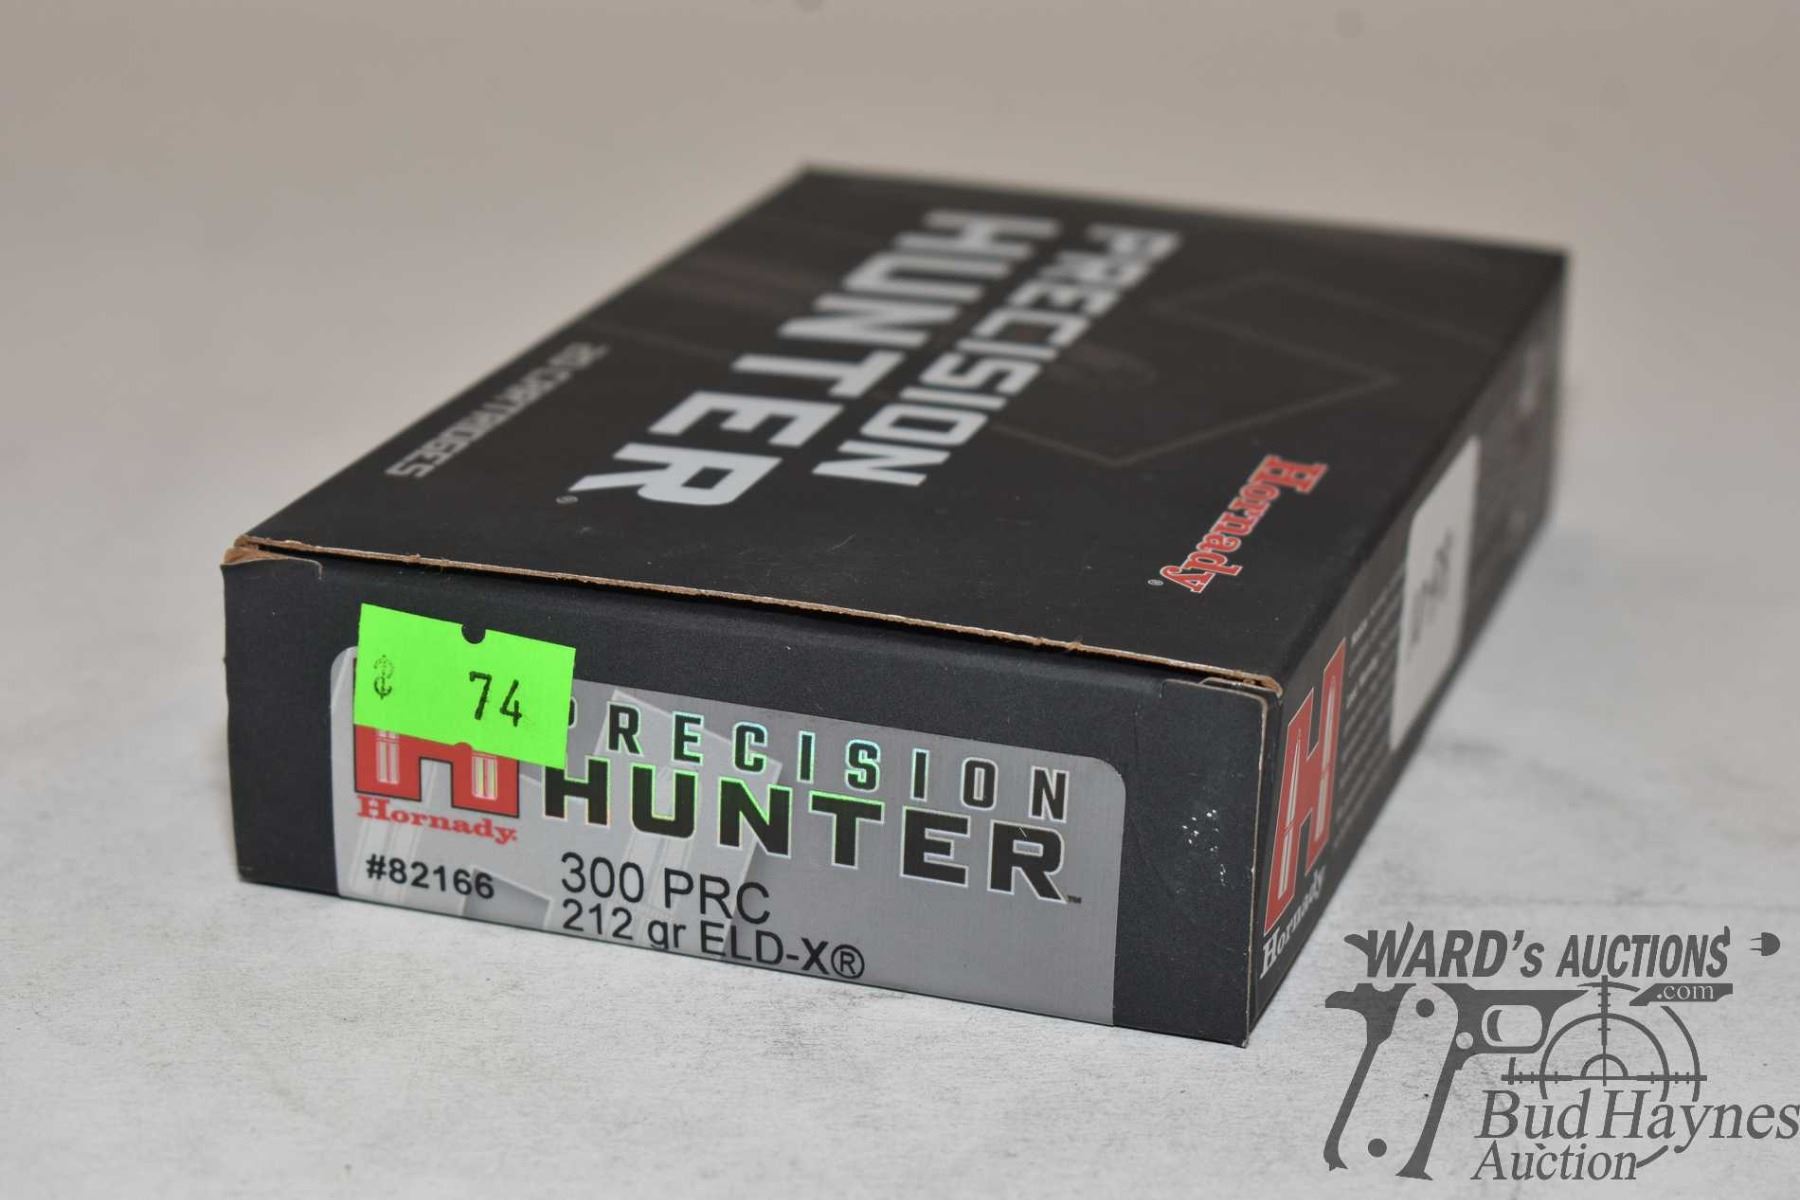 PRECISION
HUNTER®
20 CARTRIDGES
Hornady®
74
PRECISION
HUNTER™
Hornady
#82166
300 PRC
212 gr ELD-X®
H
Hornady
WARD's AUCTIONS
.com
Bud Haynes
Auction